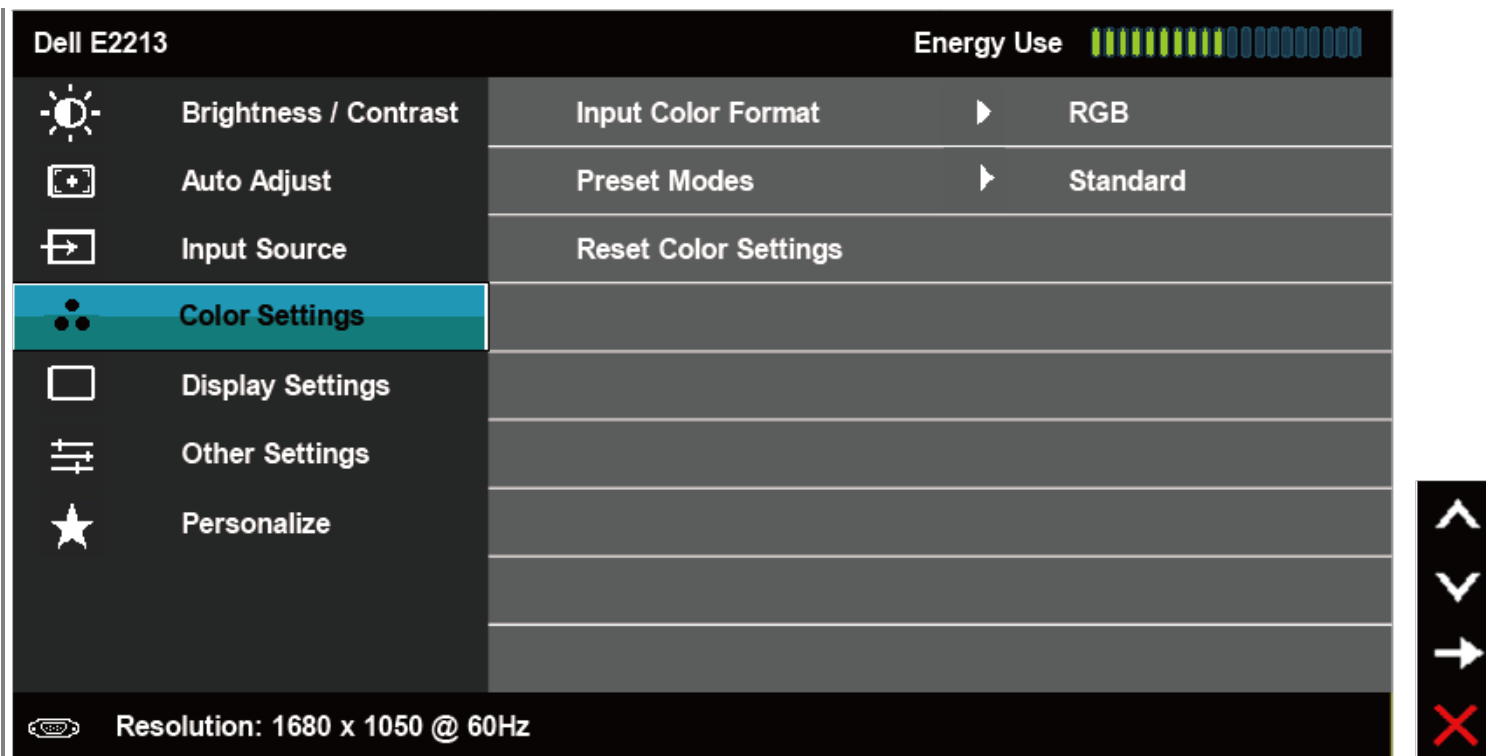 Dell E2213 Energy Use
Brightness / Contrast Input Color Format RGB
Auto Adjust Preset Modes Standard
Input Source Reset Color Settings
Color Settings
Display Settings
Other Settings
Personalize
Resolution: 1680 x 1050 @ 60Hz